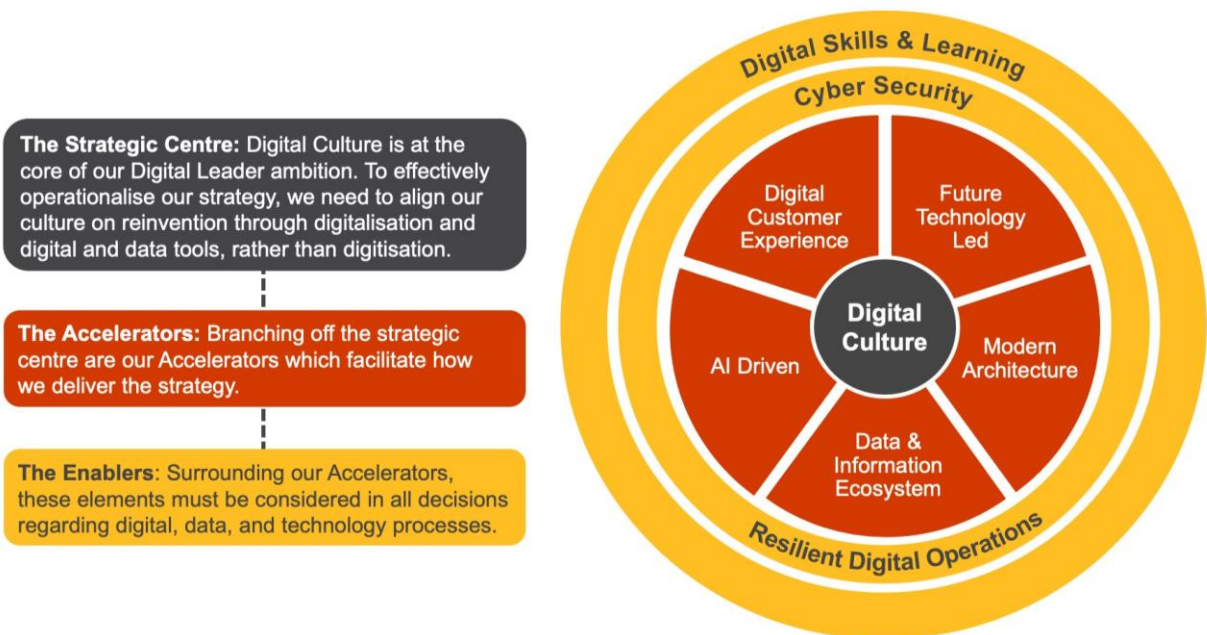 The Strategic Centre: Digital Culture is at the
core of our Digital Leader ambition. To effectively
operationalise our strategy, we need to align our
culture on reinvention through digitalisation and
digital and data tools, rather than digitisation.
The Accelerators: Branching off the strategic
centre are our Accelerators which facilitate how
we deliver the strategy.
The Enablers: Surrounding our Accelerators,
these elements must be considered in all decisions
regarding digital, data, and technology processes.
Digital Skills & Learning
Cyber Security
Digital
Customer
Experience
Future
Technology
Led
Digital
Culture
AI Driven
Modern
Architecture
Data &
Information
Ecosystem
Resilient Digital Operations